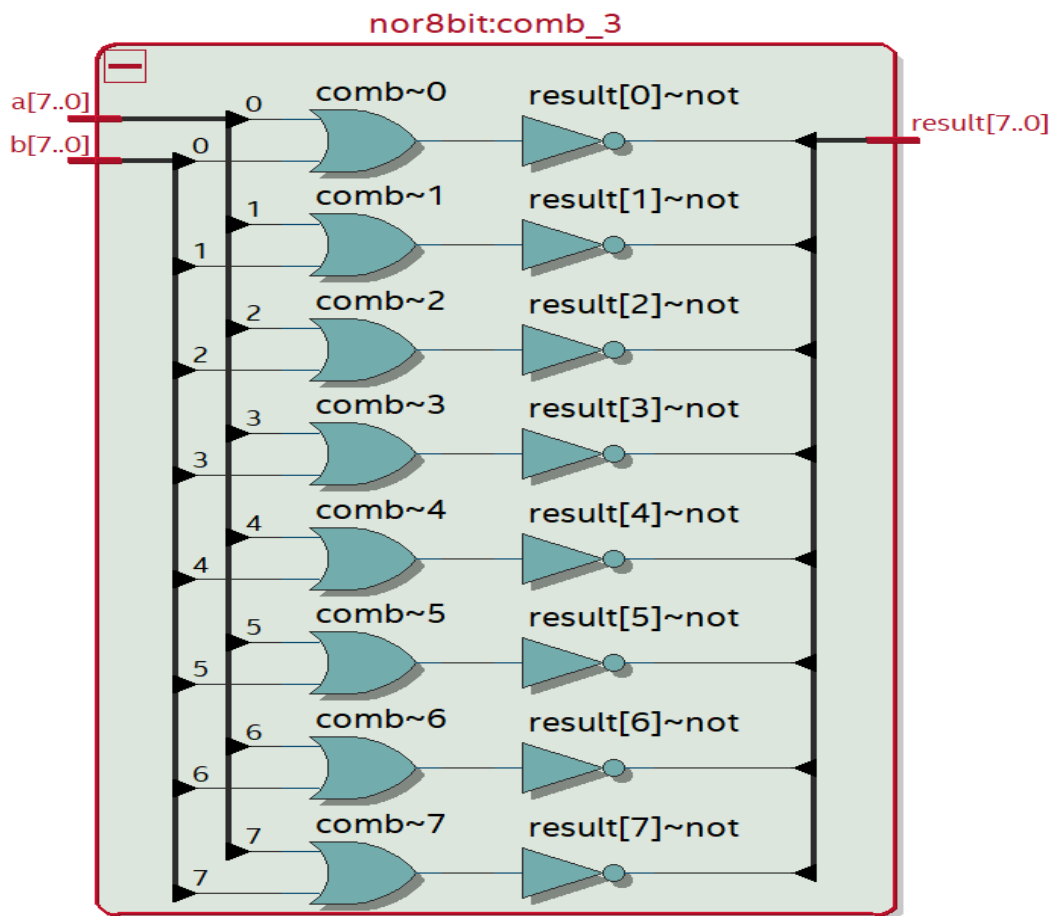 nor8bit:comb_3
a[7..0]
b[7..0]
result[7..0]
0
0
comb~0
result[0]~not
1
1
comb~1
result[1]~not
2
2
comb~2
result[2]~not
3
3
comb~3
result[3]~not
4
4
comb~4
result[4]~not
5
5
comb~5
result[5]~not
6
6
comb~6
result[6]~not
7
7
comb~7
result[7]~not